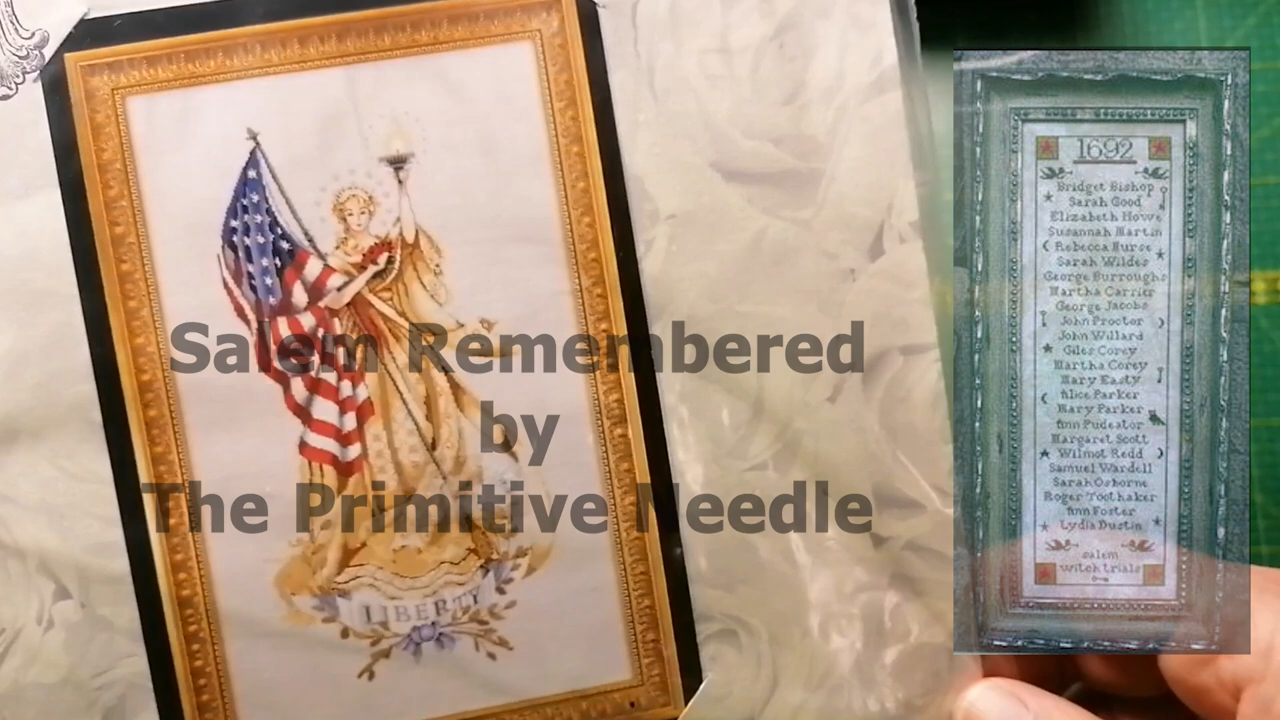 Salem Remembered
by
The Primitive Needle
LIBERTY
1692
Bridget Bishop
Sarah Good
Elizabeth Howe
Susannah Martin
Rebecca Nurse
Sarah Wildes
George Burroughs
Martha Carrier
George Jacobs
John Proctor
John Willard
Giles Corey
Martha Corey
Mary Easty
Alice Parker
Mary Parker
Ann Pudeator
Margaret Scott
Wilmot Redd
Samuel Wardell
Sarah Osborne
Roger Toothaker
Ann Foster
Lydia Dustin
salem
witch trials